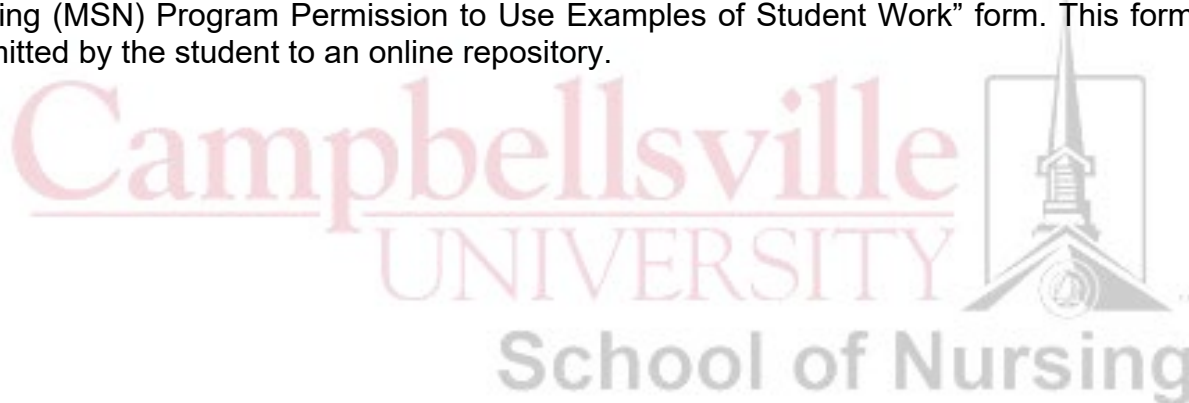 ing (MSN) Program Permission to Use Examples of Student Work” form. This form
itted by the student to an online repository.
Campbellsville
UNIVERSITY
School of Nursing